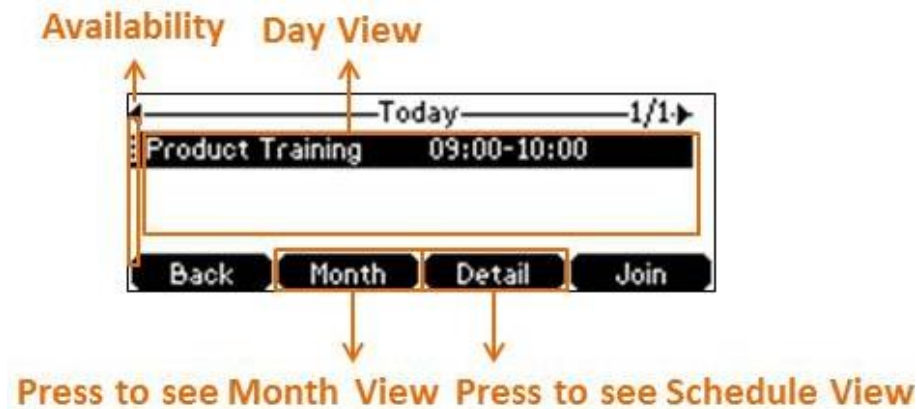 Availability Day View
Today 1/1
Product Training 09:00-10:00
Back Month Detail Join
Press to see Month View Press to see Schedule View